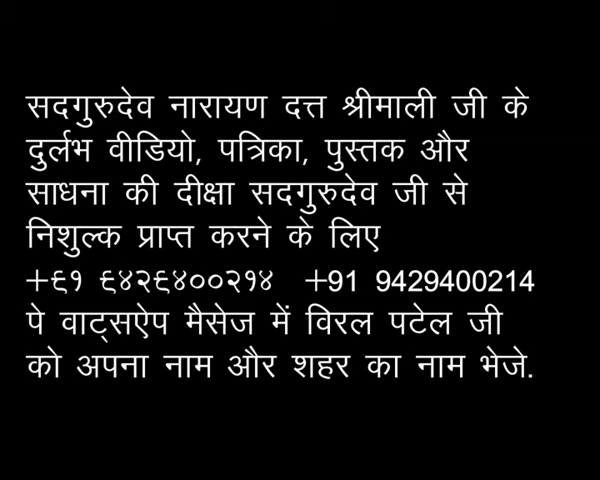 सदगुरुदेव नारायण दत्त श्रीमाली जी के
दुर्लभ वीडियो, पत्रिका, पुस्तक और
साधना की दीक्षा सदगुरुदेव जी से
निशुल्क प्राप्त करने के लिए
+९१ ९४२९४००२१४ +91 9429400214
पे वाट्सऐप मैसेज में विरल पटेल जी
को अपना नाम और शहर का नाम भेजे.